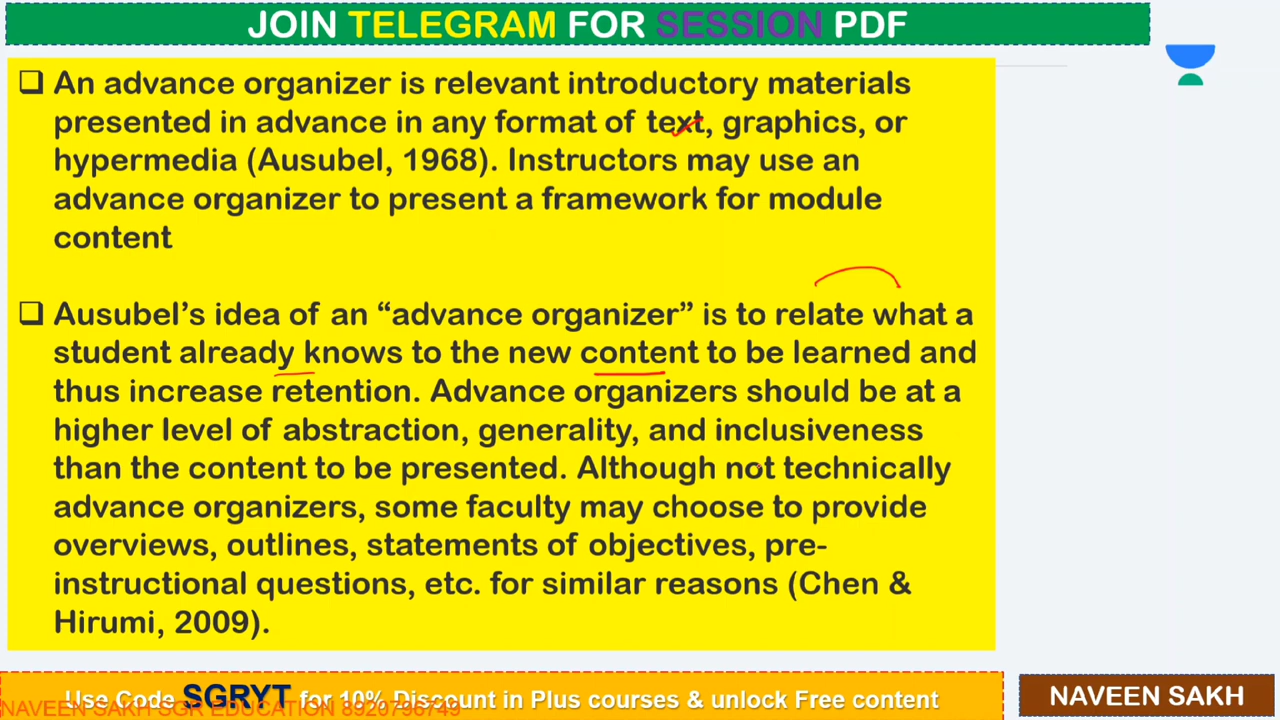 JOIN TELEGRAM FOR SESSION PDF
❑ An advance organizer is relevant introductory materials
presented in advance in any format of text, graphics, or
hypermedia (Ausubel, 1968). Instructors may use an
advance organizer to present a framework for module
content
❑ Ausubel's idea of an “advance organizer” is to relate what a
student already knows to the new content to be learned and
thus increase retention. Advance organizers should be at a
higher level of abstraction, generality, and inclusiveness
than the content to be presented. Although not technically
advance organizers, some faculty may choose to provide
overviews, outlines, statements of objectives, pre-
instructional questions, etc. for similar reasons (Chen &
Hirumi, 2009).
Use Code SGRYT for 10% Discount in Plus courses & unlock Free content
NAVEEN SAKH SGR EDUCATION 8920796749
NAVEEN SAKH